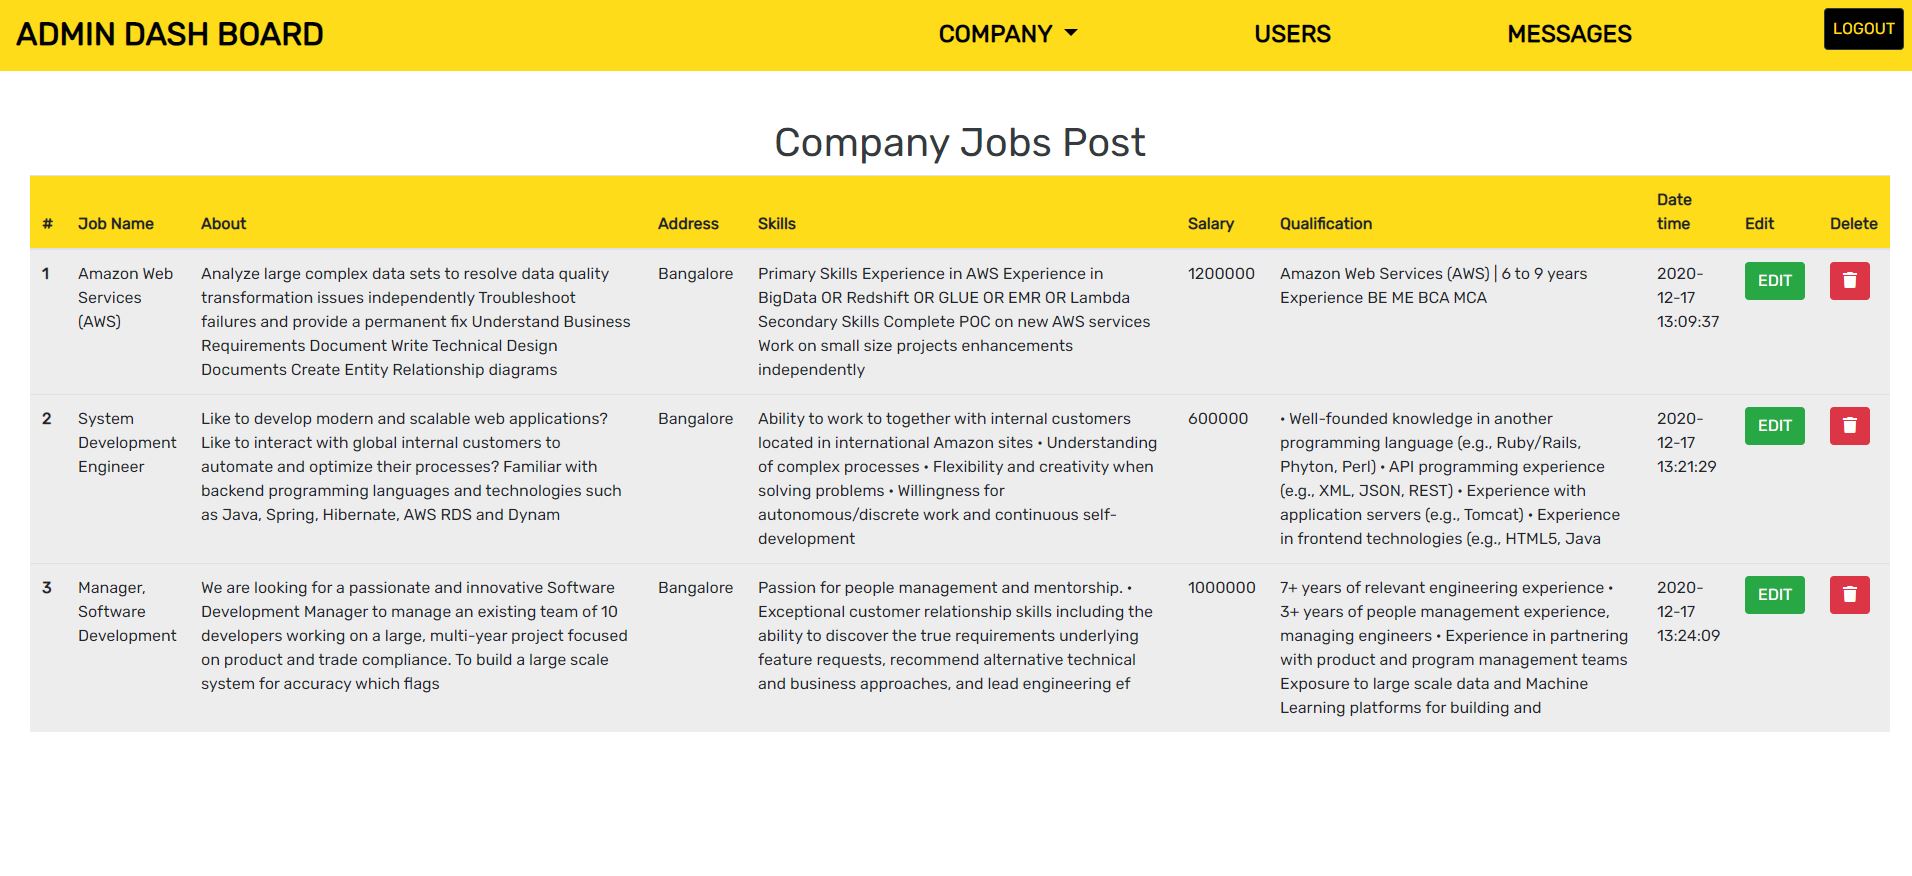 ADMIN DASH BOARD
COMPANY
USERS
MESSAGES
LOGOUT
Company Jobs Post
#
Job Name
About
Address
Skills
Salary
Qualification
Date
time
Edit
Delete
1
Amazon Web
Services
(AWS)
Analyze large complex data sets to resolve data quality
transformation issues independently Troubleshoot
failures and provide a permanent fix Understand Business
Requirements Document Write Technical Design
Documents Create Entity Relationship diagrams
Bangalore
Primary Skills Experience in AWS Experience in
BigData OR Redshift OR GLUE OR EMR OR Lambda
Secondary Skills Complete POC on new AWS services
Work on small size projects enhancements
independently
1200000
Amazon Web Services (AWS) | 6 to 9 years
Experience BE ME BCA MCA
2020-
12-17
13:09:37
EDIT
2
System
Development
Engineer
Like to develop modern and scalable web applications?
Like to interact with global internal customers to
automate and optimize their processes? Familiar with
backend programming languages and technologies such
as Java, Spring, Hibernate, AWS RDS and Dynam
Bangalore
Ability to work to together with internal customers
located in international Amazon sites • Understanding
of complex processes • Flexibility and creativity when
solving problems • Willingness for
autonomous/discrete work and continuous self-
development
600000
• Well-founded knowledge in another
programming language (e.g., Ruby/Rails,
Phyton, Perl) • API programming experience
(e.g., XML, JSON, REST) • Experience with
application servers (e.g., Tomcat) • Experience
in frontend technologies (e.g., HTML5, Java
2020-
12-17
13:21:29
EDIT
3
Manager,
Software
Development
We are looking for a passionate and innovative Software
Development Manager to manage an existing team of 10
developers working on a large, multi-year project focused
on product and trade compliance. To build a large scale
system for accuracy which flags
Bangalore
Passion for people management and mentorship. •
Exceptional customer relationship skills including the
ability to discover the true requirements underlying
feature requests, recommend alternative technical
and business approaches, and lead engineering ef
1000000
7+ years of relevant engineering experience •
3+ years of people management experience,
managing engineers • Experience in partnering
with product and program management teams
Exposure to large scale data and Machine
Learning platforms for building and
2020-
12-17
13:24:09
EDIT